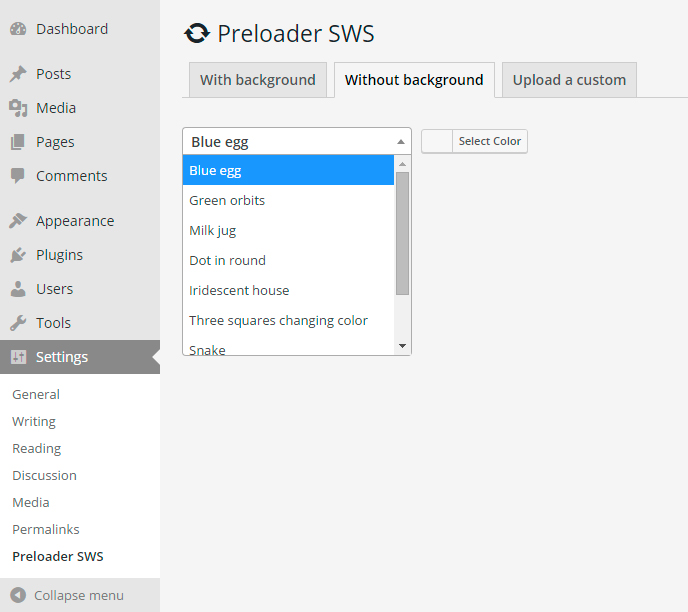 Dashboard
Posts
Media
Pages
Comments
Appearance
Plugins
Users
Tools
Settings
General
Writing
Reading
Discussion
Media
Permalinks
Preloader SWS
Collapse menu
Preloader SWS
With background
Without background
Upload a custom
Blue egg
Select Color
Blue egg
Green orbits
Milk jug
Dot in round
Iridescent house
Three squares changing color
Snake